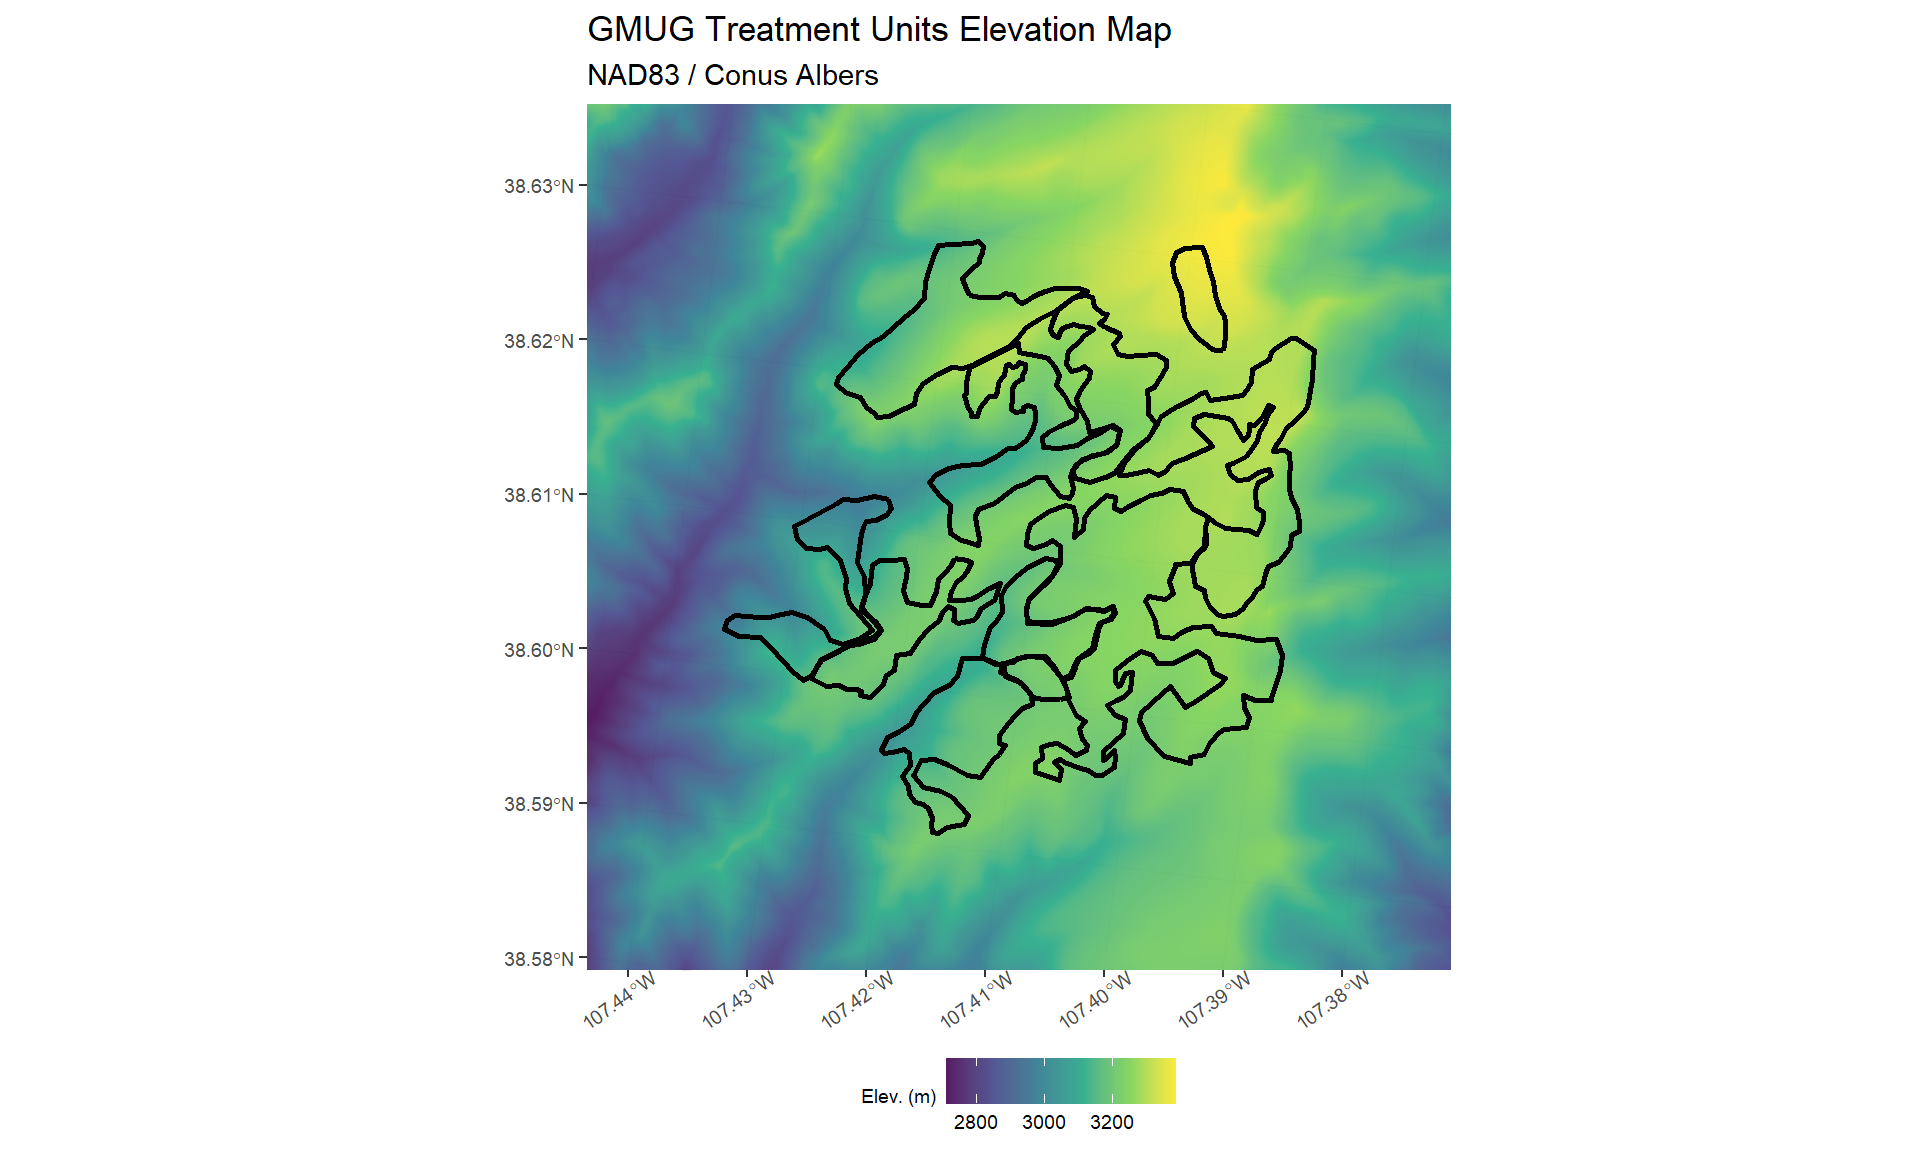 GMUG Treatment Units Elevation Map
NAD83 / Conus Albers
38.63°N
38.62°N
38.61°N
38.60°N
38.59°N
38.58°N
107.44°W 107.43°W 107.42°W 107.41°W 107.40°W 107.39°W 107.38°W
Elev. (m)
2800 3000 3200